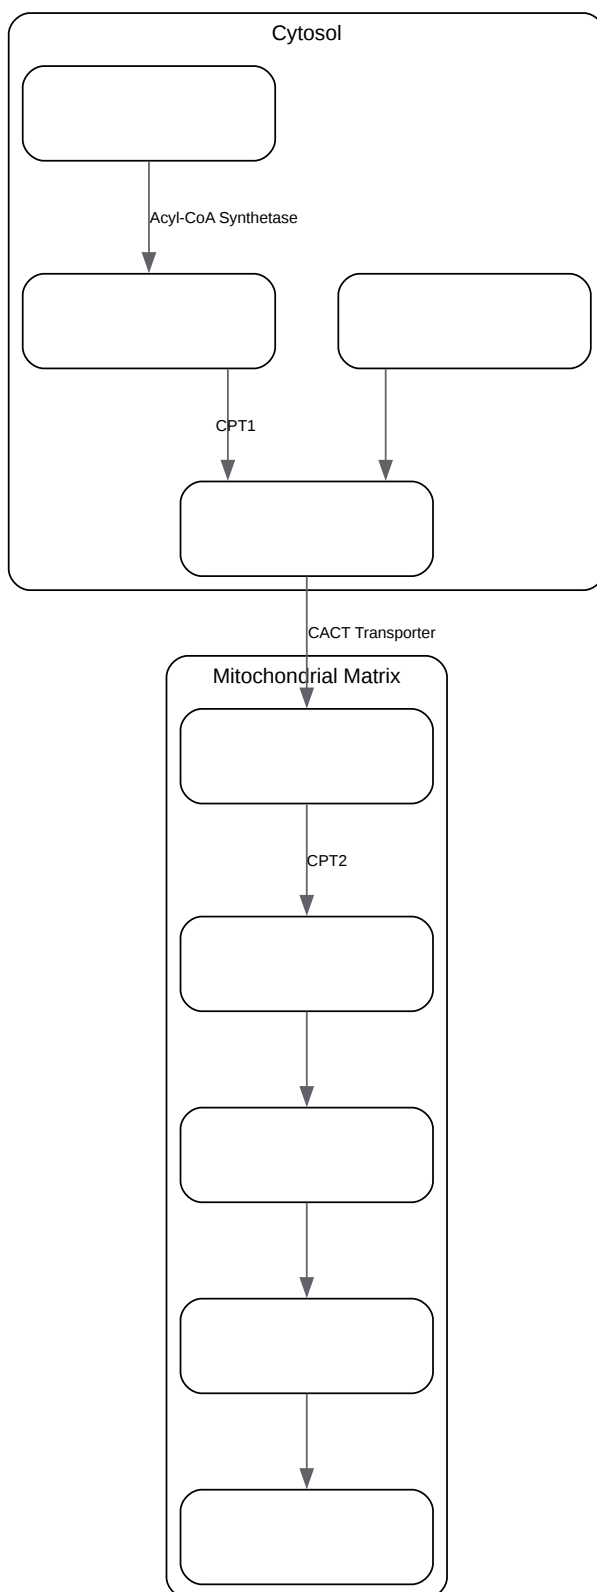 Cytosol
Acyl-CoA Synthetase
CPT1
CACT Transporter
Mitochondrial Matrix
CPT2